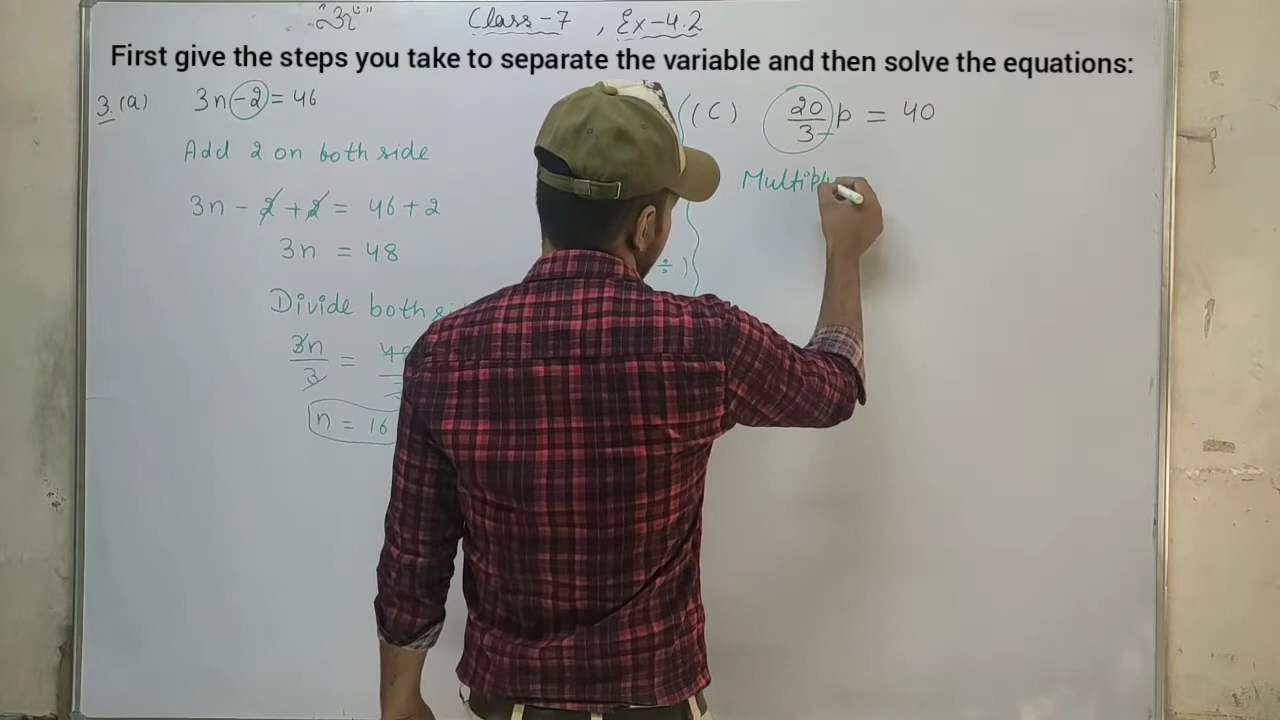 Class-7, Ex-4.2
First give the steps you take to separate the variable and then solve the equations:
3.(a) 3n-2 = 46
Add 2 on both side
3n - 2 + 2 = 46+2
3n = 48
Divide both
3n/3 =
n = 16
÷ )
(C) 20/3 p = 40